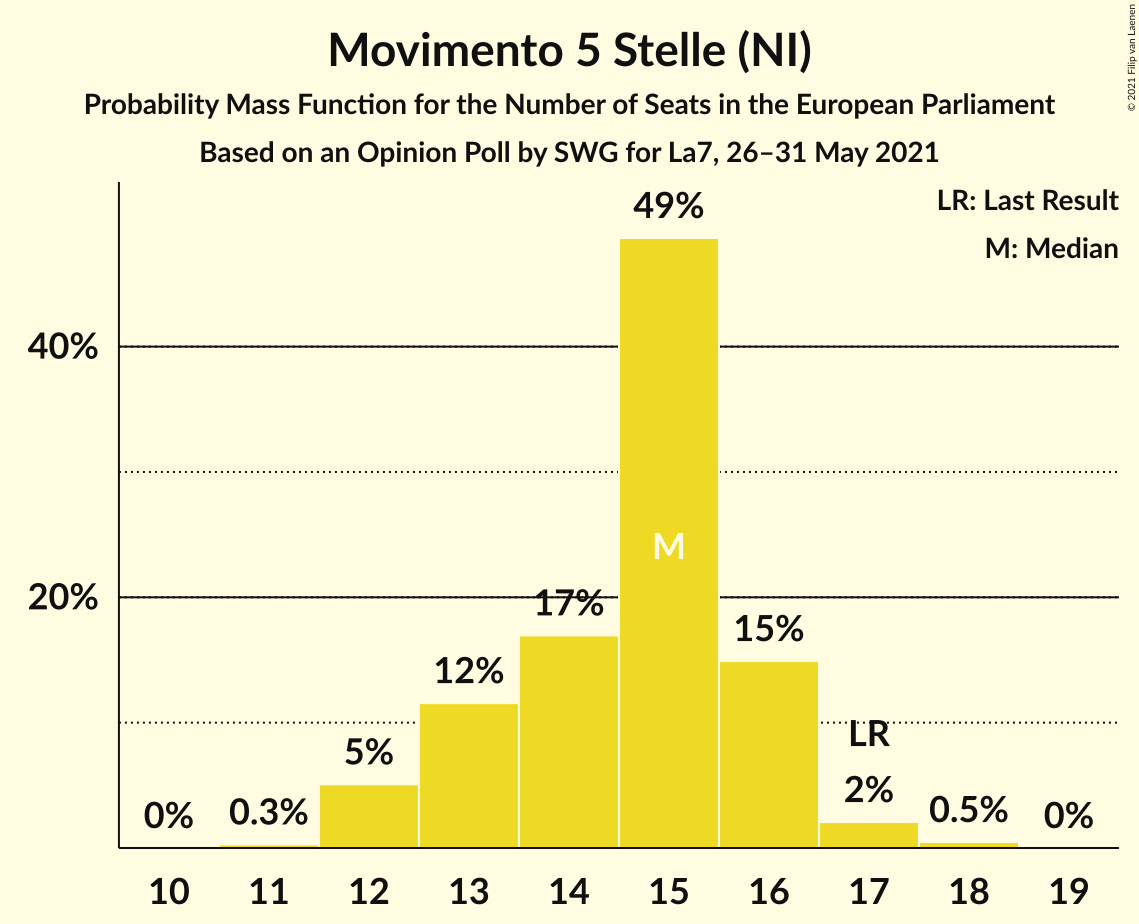 Movimento 5 Stelle (NI)
Probability Mass Function for the Number of Seats in the European Parliament
Based on an Opinion Poll by SWG for La7, 26–31 May 2021
© 2021 Filip van Laenen
LR: Last Result
M: Median
49%
40%
M
20%
17%
15%
12%
LR
5%
2%
0%
0.3%
0.5%
0%
10 11 12 13 14 15 16 17 18 19